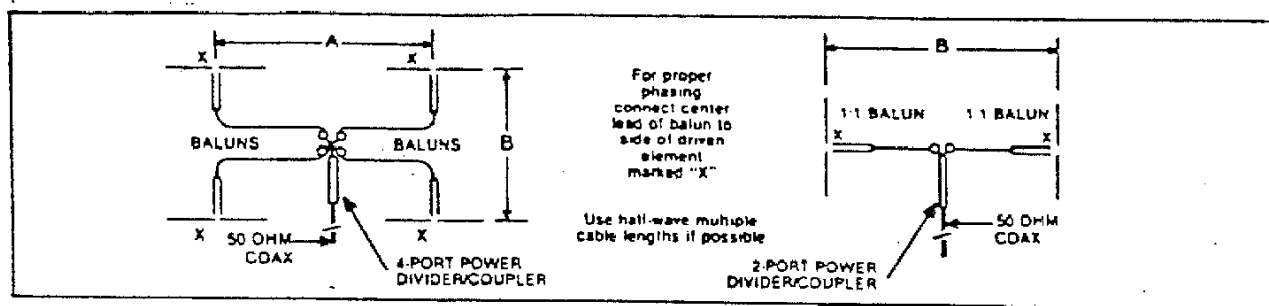 A
X
X
BALUNS
BALUNS
B
X
X
50 OHM
COAX
4-PORT POWER
DIVIDER/COUPLER
For proper
phasing
connect center
lead of balun to
side of driven
element
marked "X"
Use half-wave multiple
cable lengths if possible
B
1:1 BALUN
1:1 BALUN
X
X
50 OHM
COAX
2-PORT POWER
DIVIDER/COUPLER